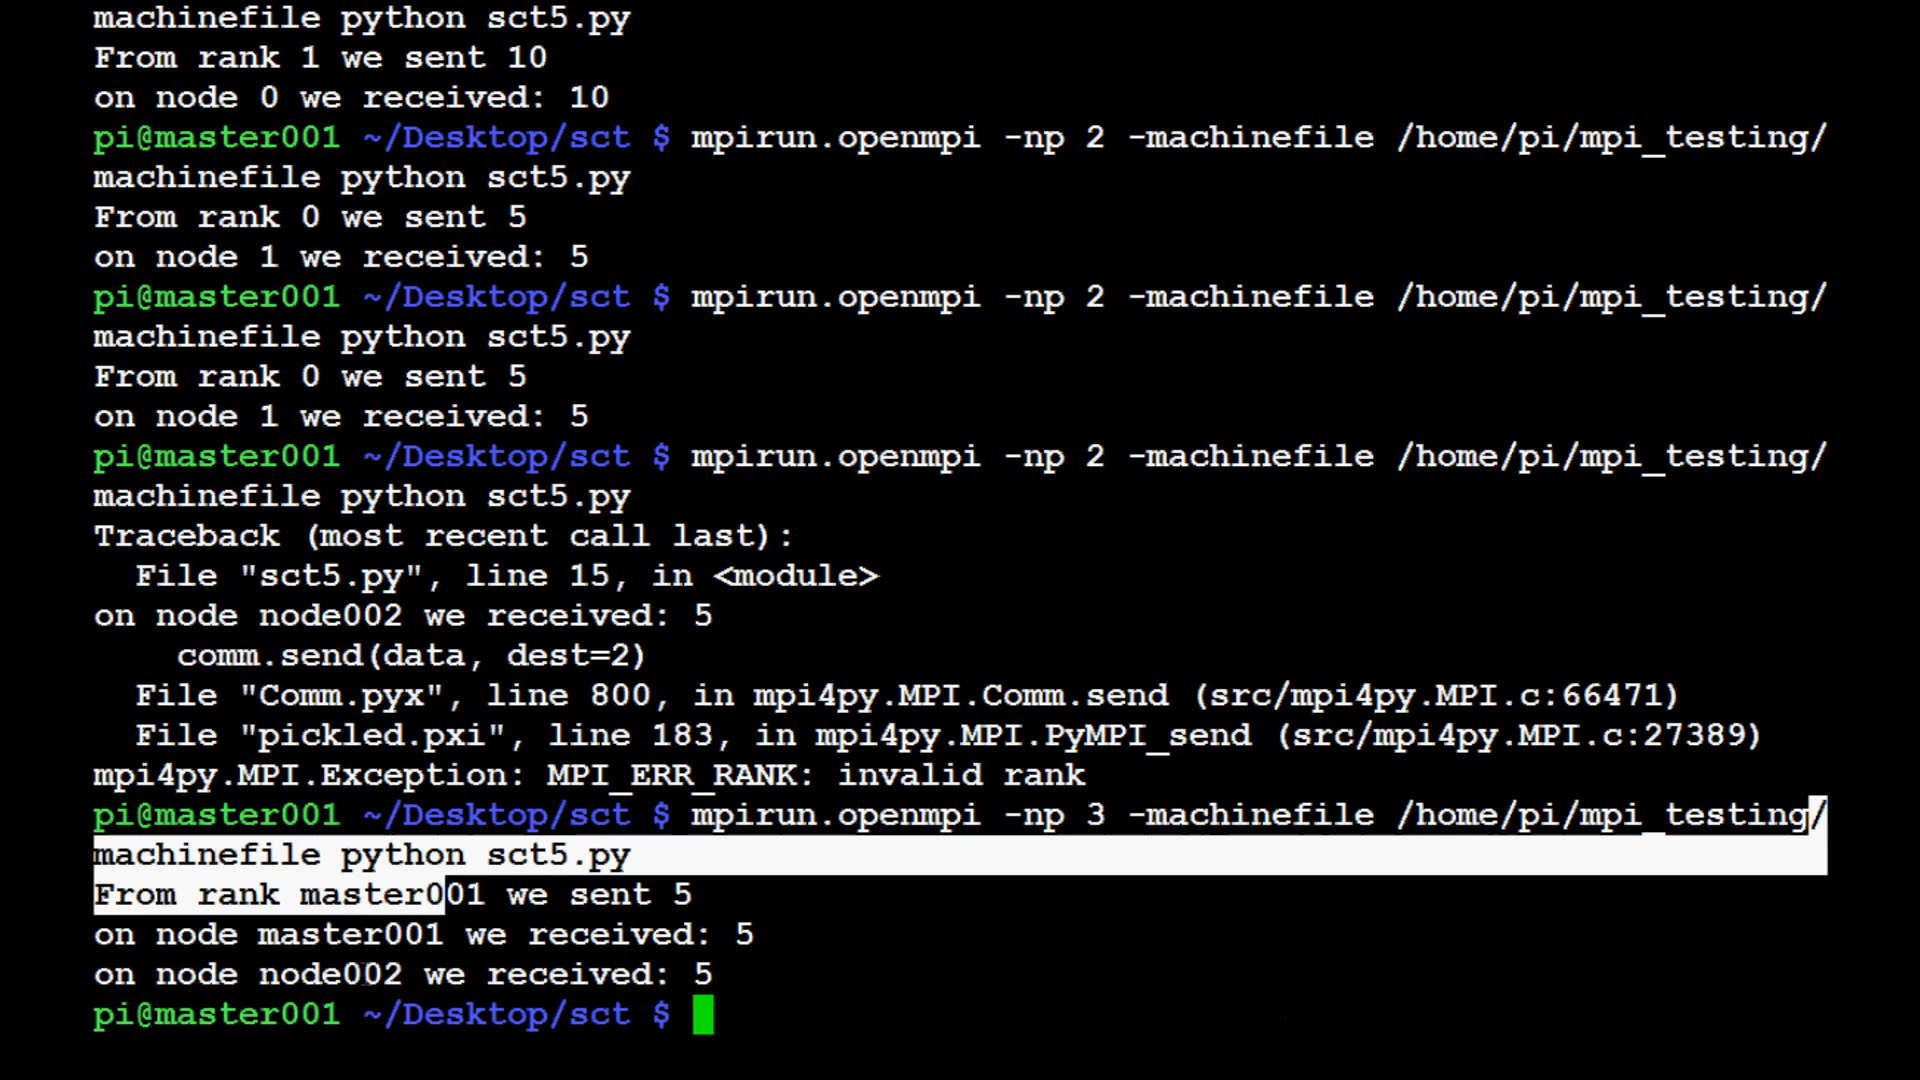 machinefile python sct5.py
From rank 1 we sent 10
on node 0 we received: 10
pi@master001 ~/Desktop/sct $ mpirun.openmpi -np 2 -machinefile /home/pi/mpi_testing/
machinefile python sct5.py
From rank 0 we sent 5
on node 1 we received: 5
pi@master001 ~/Desktop/sct $ mpirun.openmpi -np 2 -machinefile /home/pi/mpi_testing/
machinefile python sct5.py
From rank 0 we sent 5
on node 1 we received: 5
pi@master001 ~/Desktop/sct $ mpirun.openmpi -np 2 -machinefile /home/pi/mpi_testing/
machinefile python sct5.py
Traceback (most recent call last):
  File "sct5.py", line 15, in <module>
on node node002 we received: 5
    comm.send(data, dest=2)
  File "Comm.pyx", line 800, in mpi4py.MPI.Comm.send (src/mpi4py.MPI.c:66471)
  File "pickled.pxi", line 183, in mpi4py.MPI.PyMPI_send (src/mpi4py.MPI.c:27389)
mpi4py.MPI.Exception: MPI_ERR_RANK: invalid rank
pi@master001 ~/Desktop/sct $ mpirun.openmpi -np 3 -machinefile /home/pi/mpi_testing/
machinefile python sct5.py
From rank master001 we sent 5
on node master001 we received: 5
on node node002 we received: 5
pi@master001 ~/Desktop/sct $